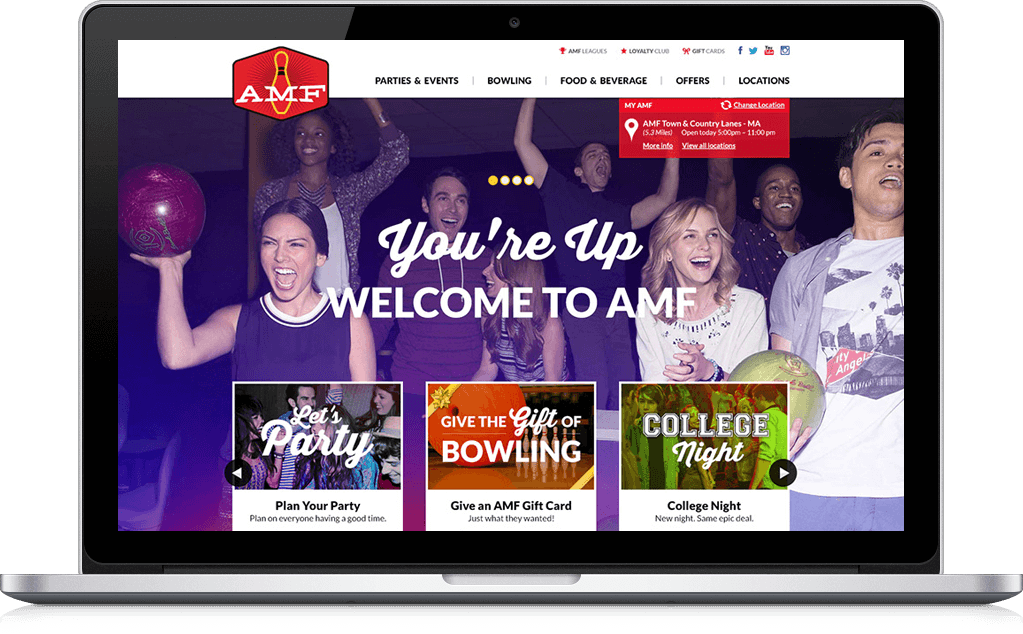 AMF LEAGUES
LOYALTY CLUB
GIFT CARDS
You Tube
AMF
PARTIES & EVENTS
BOWLING
FOOD & BEVERAGE
OFFERS
LOCATIONS
MY AMF
Change Location
AMF Town & Country Lanes - MA
(5.3 Miles) Open today 5:00pm – 11:00 pm
More info View all locations
You're Up
WELCOME TO AMF
ity
Angel
Let's
Party
GIVE THE Gift OF
BOWLING
COLLEGE
Night
Plan Your Party
Plan on everyone having a good time.
Give an AMF Gift Card
Just what they wanted!
College Night
New night. Same epic deal.